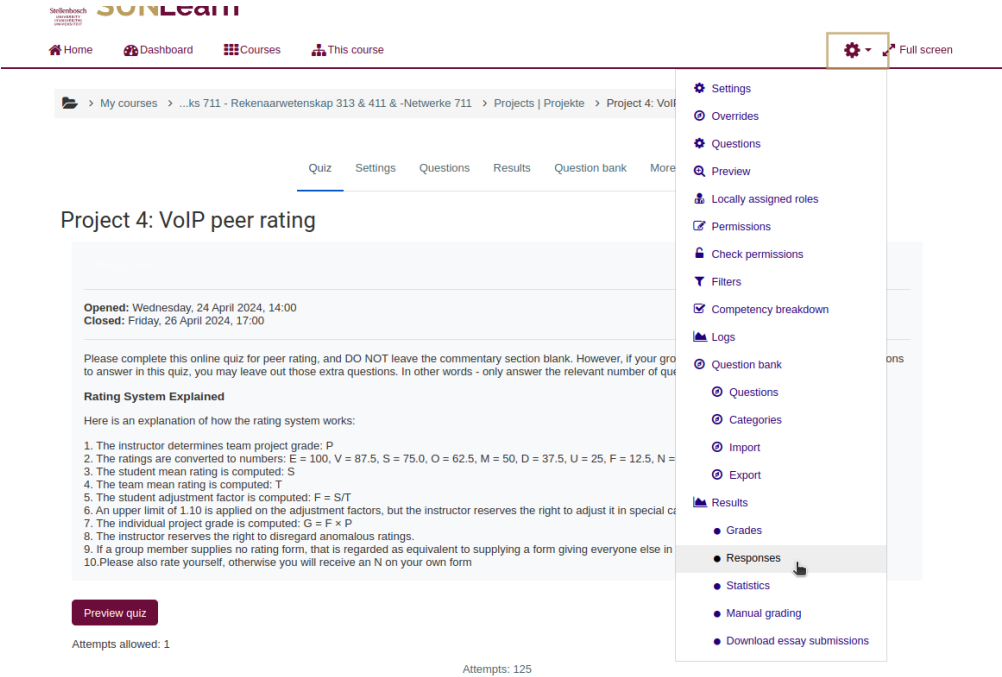 Stellenbosch
UNIVERSITY
IYUNIVESITHI
UNIVERSITEIT
SUNLearn
Home Dashboard Courses This course Full screen
My courses > ...ks 711 - Rekenaarwetenskap 313 & 411 & -Netwerke 711 > Projects | Projekte > Project 4: VoIP
Quiz Settings Questions Results Question bank More
Project 4: VoIP peer rating
Opened: Wednesday, 24 April 2024, 14:00
Closed: Friday, 26 April 2024, 17:00
Please complete this online quiz for peer rating, and DO NOT leave the commentary section blank. However, if your gro ons
to answer in this quiz, you may leave out those extra questions. In other words - only answer the relevant number of que
Rating System Explained
Here is an explanation of how the rating system works:
1. The instructor determines team project grade: P
2. The ratings are converted to numbers: E = 100, V = 87.5, S = 75.0, O = 62.5, M = 50, D = 37.5, U = 25, F = 12.5, N =
3. The student mean rating is computed: S
4. The team mean rating is computed: T
5. The student adjustment factor is computed: F = S/T
6. An upper limit of 1.10 is applied on the adjustment factors, but the instructor reserves the right to adjust it in special ca
7. The individual project grade is computed: G = F × P
8. The instructor reserves the right to disregard anomalous ratings.
9. If a group member supplies no rating form, that is regarded as equivalent to supplying a form giving everyone else in
10.Please also rate yourself, otherwise you will receive an N on your own form
Preview quiz
Attempts allowed: 1
Attempts: 125
Settings
Overrides
Questions
Preview
Locally assigned roles
Permissions
Check permissions
Filters
Competency breakdown
Logs
Question bank
Questions
Categories
Import
Export
Results
Grades
Responses
Statistics
Manual grading
Download essay submissions